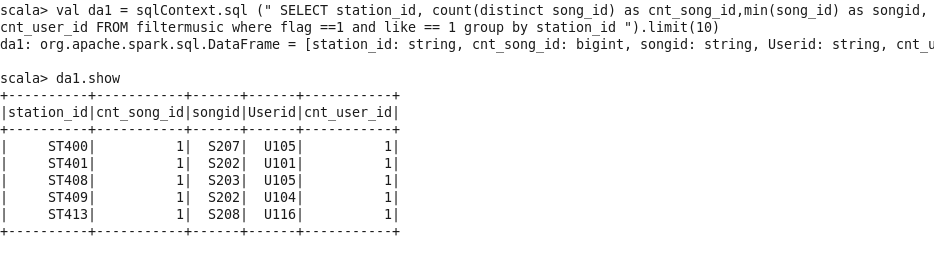 scala> val da1 = sqlContext.sql (" SELECT station_id, count(distinct song_id) as cnt_song_id,min(song_id) as songid,
cnt_user_id FROM filtermusic where flag ==1 and like == 1 group by station_id ").limit(10)
da1: org.apache.spark.sql.DataFrame = [station_id: string, cnt_song_id: bigint, songid: string, Userid: string, cnt_u

scala> da1.show
+----------+-----------+------+------+-----------+
|station_id|cnt_song_id|songid|Userid|cnt_user_id|
+----------+-----------+------+------+-----------+
|     ST400|          1|  S207|  U105|          1|
|     ST401|          1|  S202|  U101|          1|
|     ST408|          1|  S203|  U105|          1|
|     ST409|          1|  S202|  U104|          1|
|     ST413|          1|  S208|  U116|          1|
+----------+-----------+------+------+-----------+